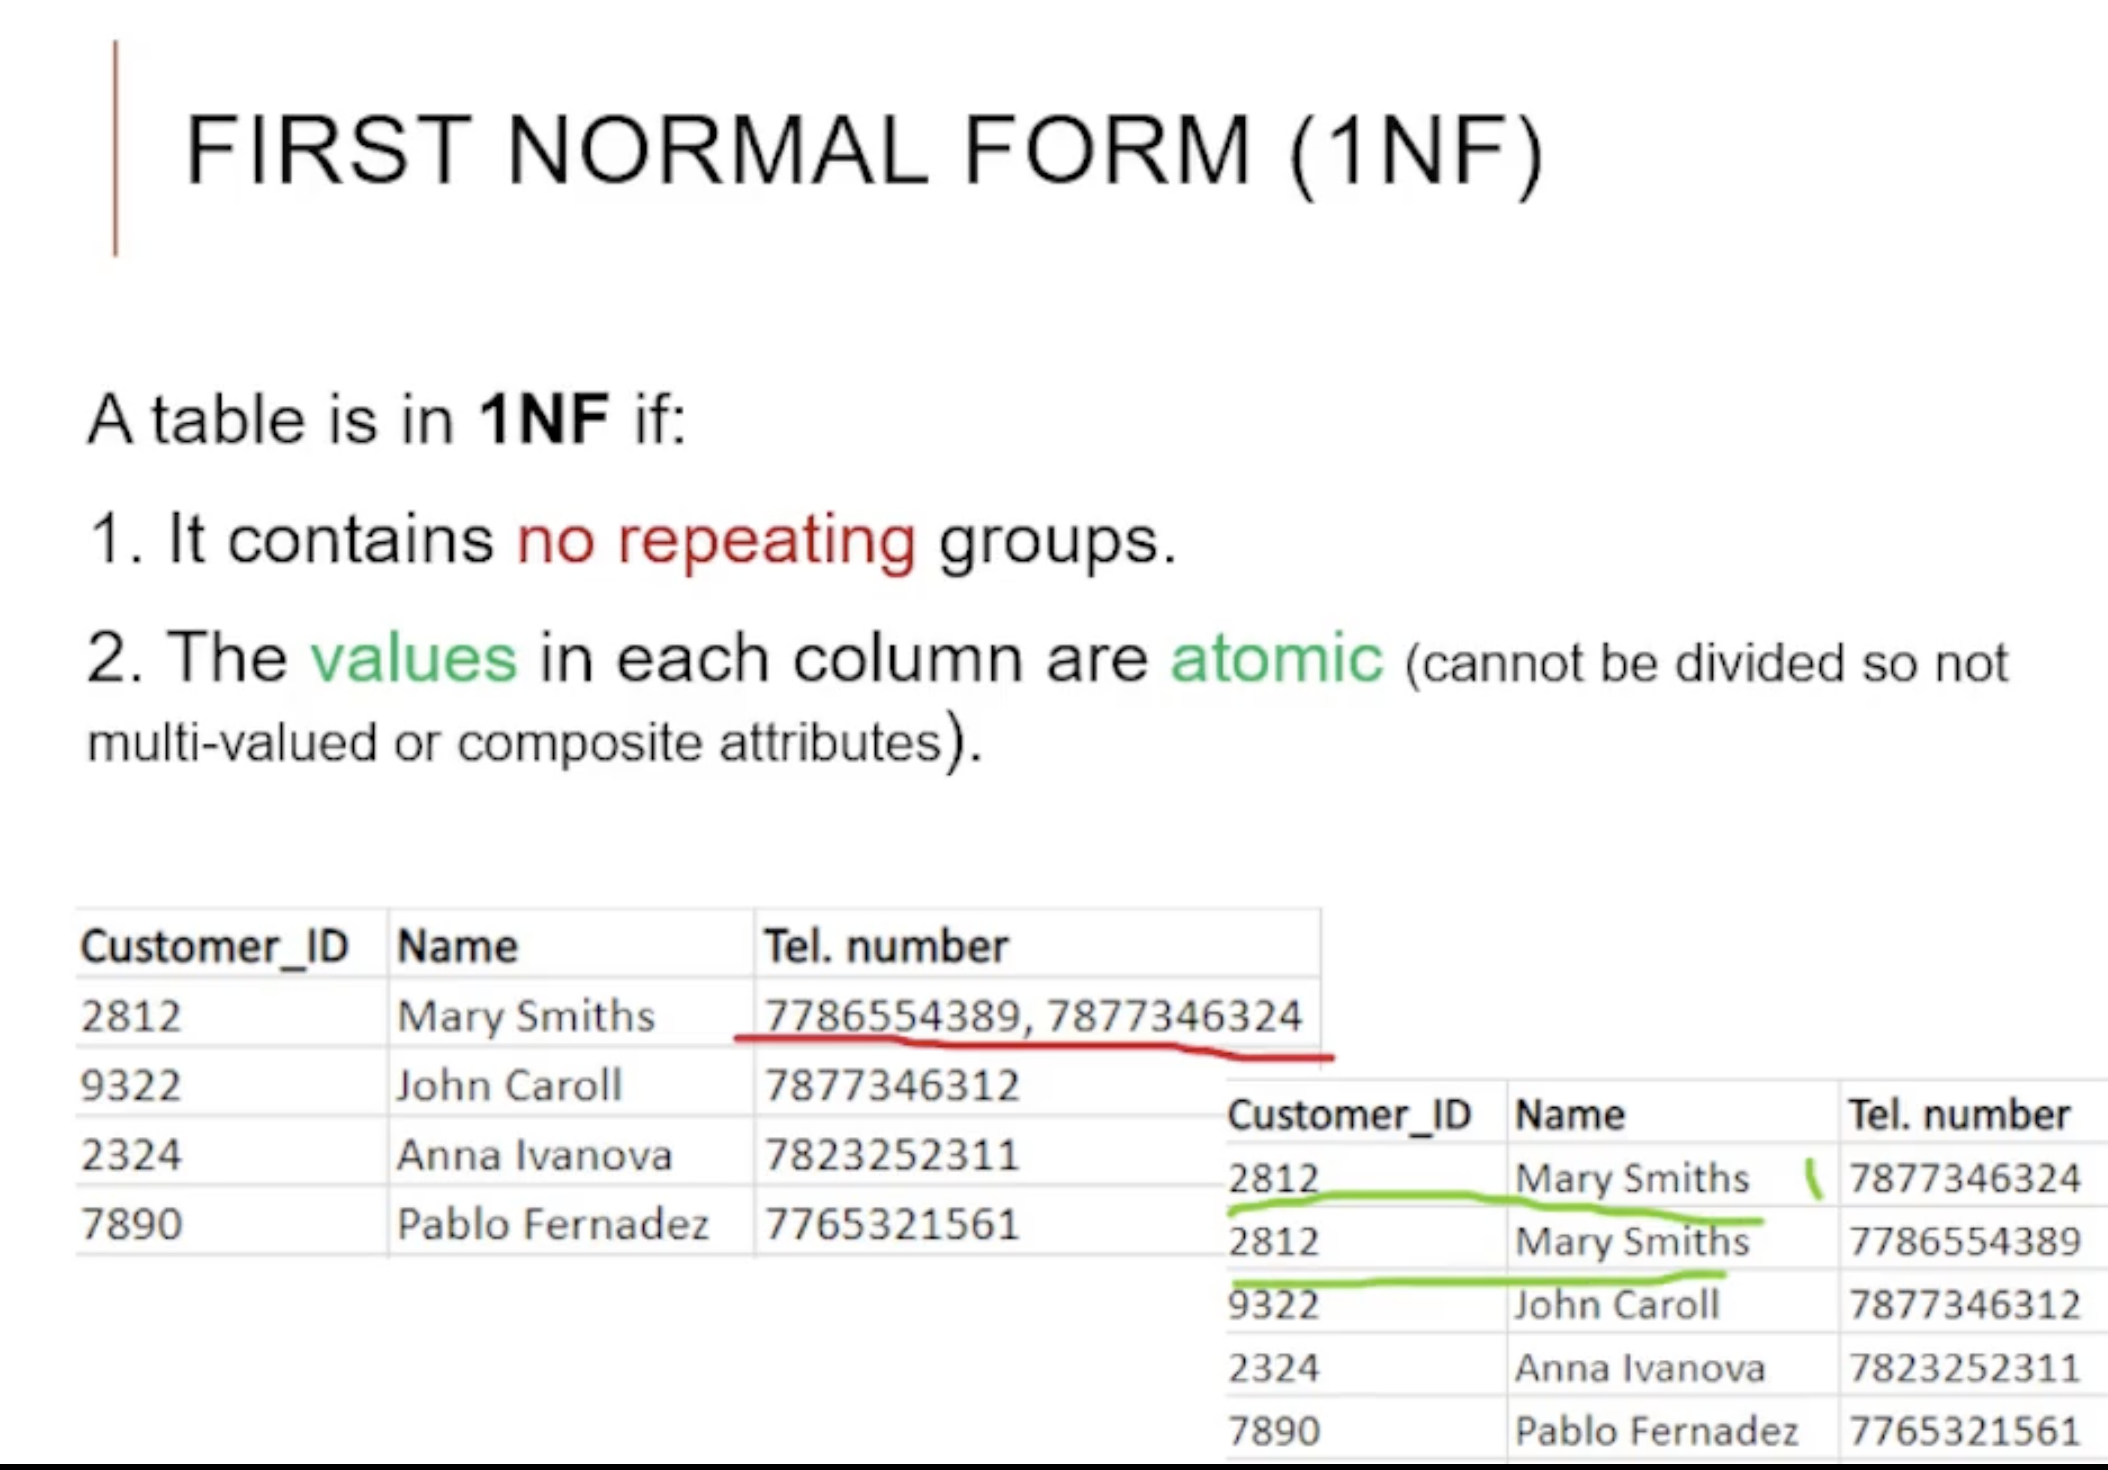 FIRST NORMAL FORM (1NF)
A table is in 1NF if:
1. It contains no repeating groups.
2. The values in each column are atomic (cannot be divided so not
multi-valued or composite attributes).
Customer_ID Name Tel. number
2812 Mary Smiths 7786554389, 7877346324
9322 John Caroll 7877346312
2324 Anna Ivanova 7823252311
7890 Pablo Fernadez 7765321561
Customer_ID Name Tel. number
2812 Mary Smiths 7877346324
2812 Mary Smiths 7786554389
9322 John Caroll 7877346312
2324 Anna Ivanova 7823252311
7890 Pablo Fernadez 7765321561